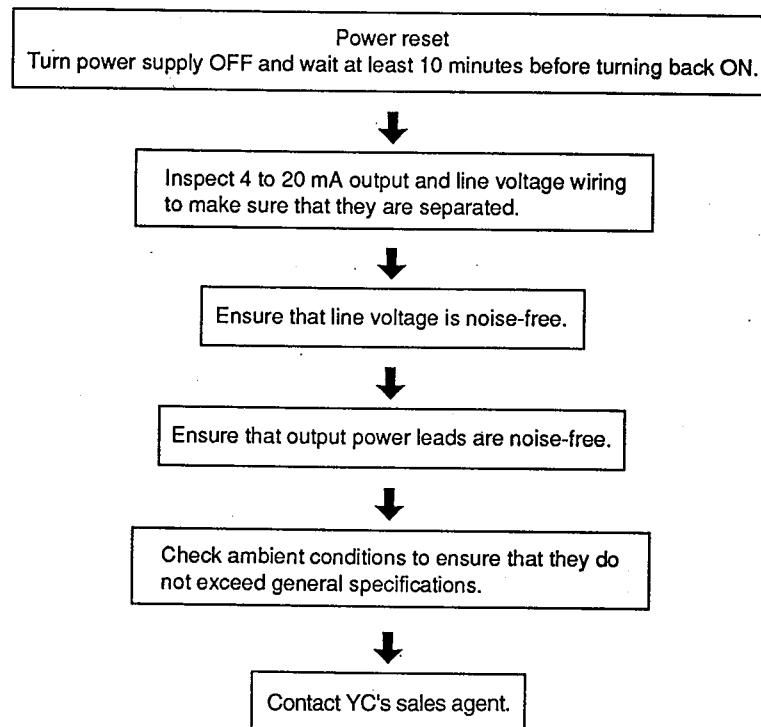 Power reset
Turn power supply OFF and wait at least 10 minutes before turning back ON.
Inspect 4 to 20 mA output and line voltage wiring
to make sure that they are separated.
Ensure that line voltage is noise-free.
Ensure that output power leads are noise-free.
Check ambient conditions to ensure that they do
not exceed general specifications.
Contact YC's sales agent.